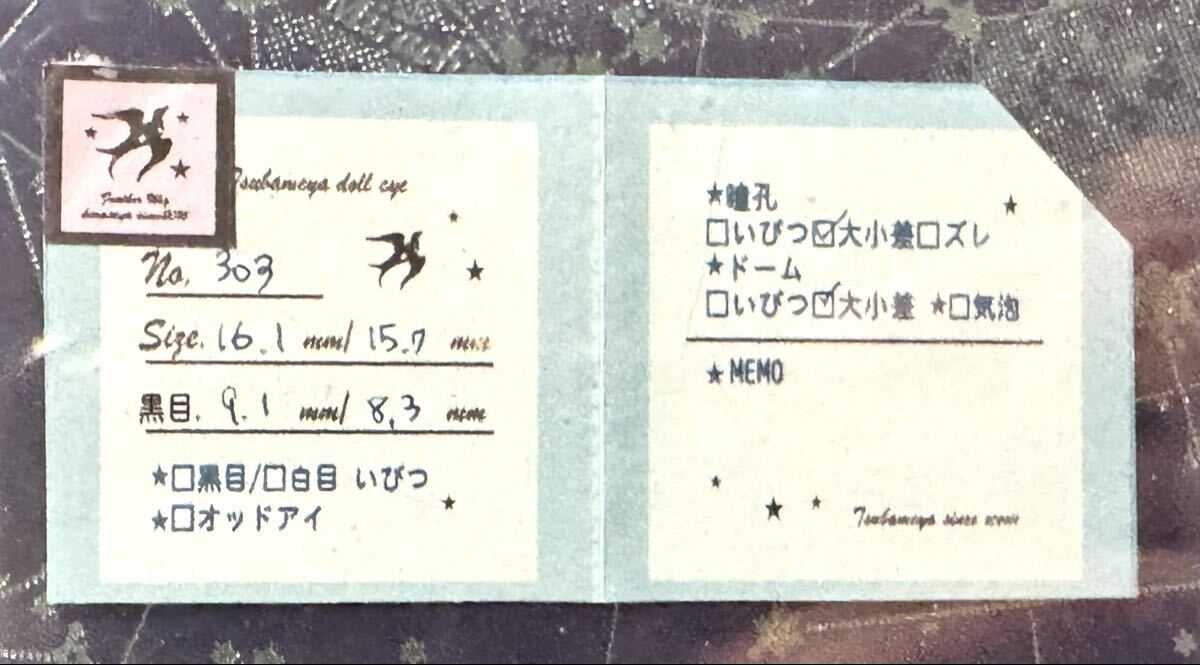 Tsubameya doll eye
No. 303
Size. 16.1 mm/ 15.7 mm
黒目. 9.1 mm/ 8.3 mm
★□黒目/□白目 いびつ
★□オッドアイ
★瞳孔
□いびつ☑大小差□ズレ
★ドーム
□いびつ☑大小差 ★□気泡
★MEMO
Tsubameya since